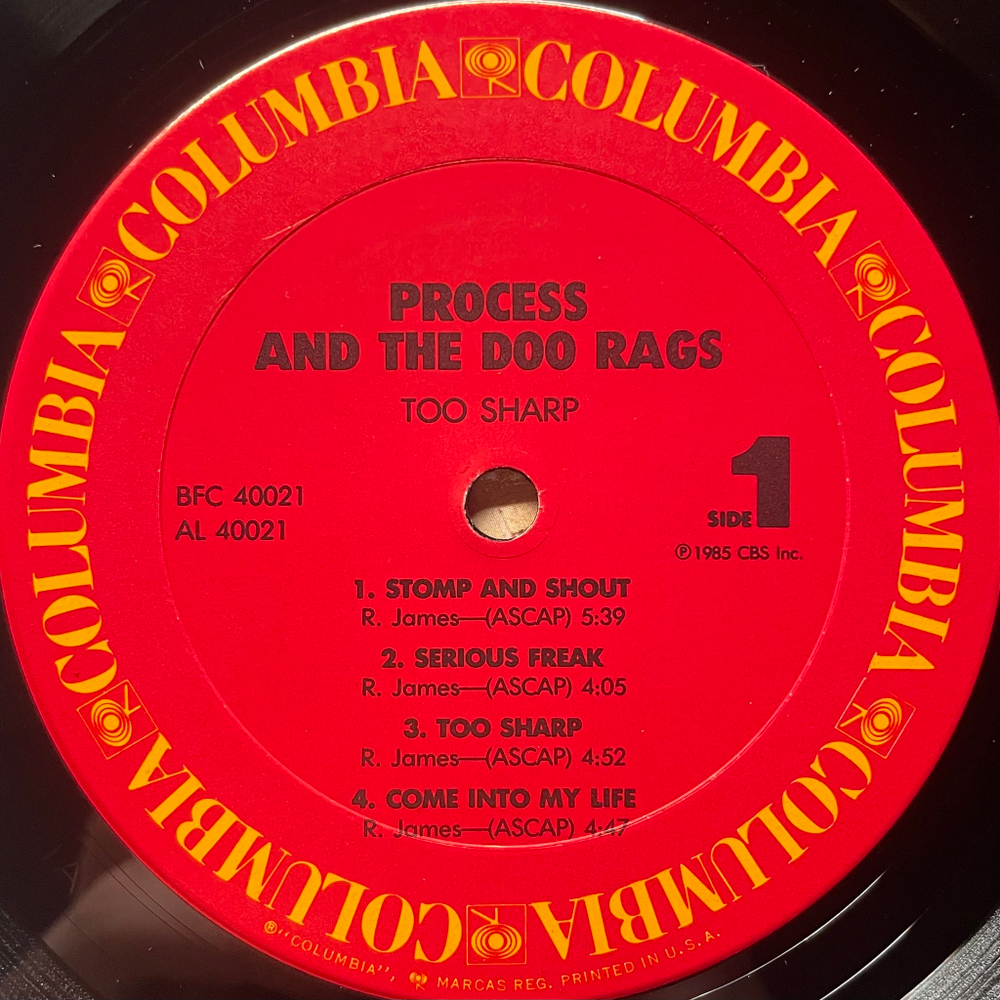 COLUMBIA COLUMBIA COLUMBIA COLUMBIA COLUMBIA COLUMBIA COLUMBIA COLUMBIA
PROCESS
AND THE DOO RAGS
TOO SHARP
BFC 40021
AL 40021
SIDE 1
℗ 1985 CBS Inc.
1. STOMP AND SHOUT
R. James—(ASCAP) 5:39
2. SERIOUS FREAK
R. James—(ASCAP) 4:05
3. TOO SHARP
R. James—(ASCAP) 4:52
4. COME INTO MY LIFE
R. James—(ASCAP) 4:47
®"COLUMBIA", MARCAS REG. PRINTED IN U.S.A.